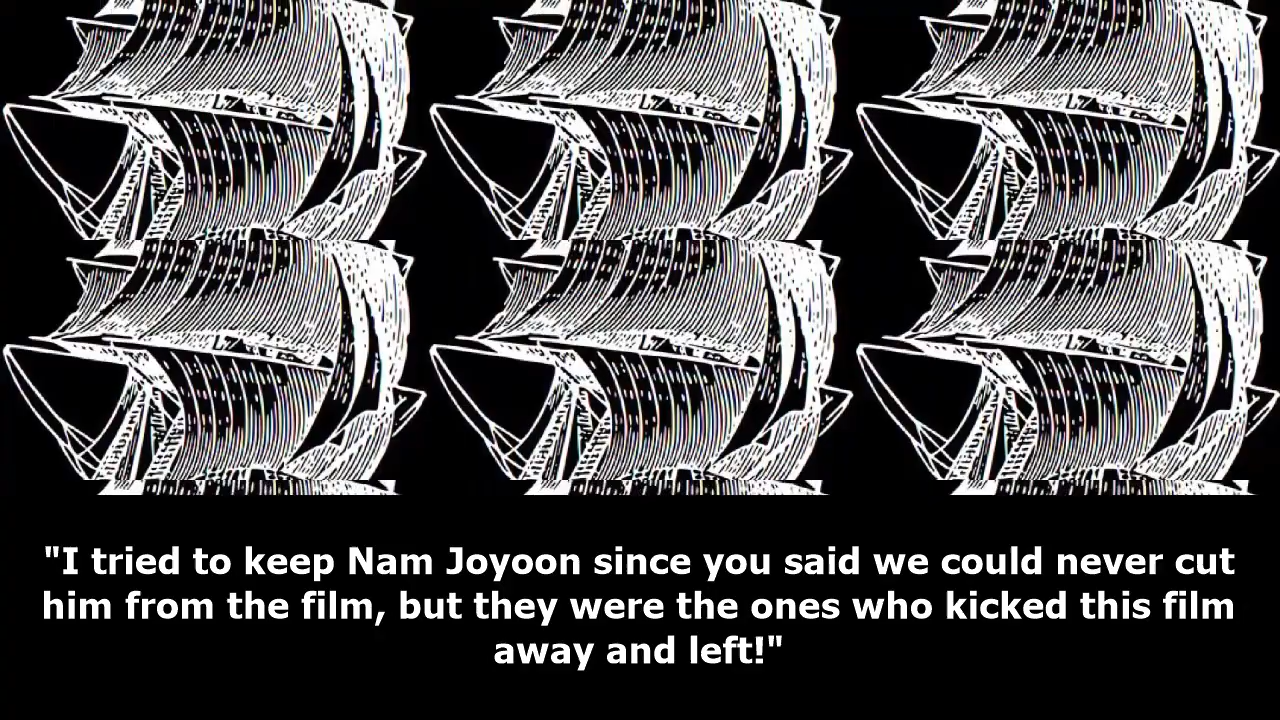 "I tried to keep Nam Joyoon since you said we could never cut
him from the film, but they were the ones who kicked this film
away and left!"